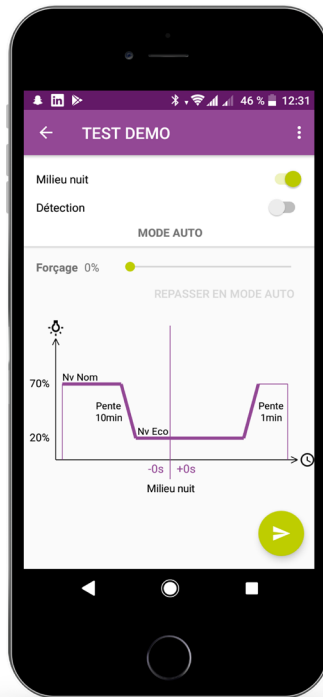 in 46 % 12:31
TEST DEMO
Milieu nuit
Détection
MODE AUTO
Forçage 0%
REPASSER EN MODE AUTO
70% Nv Nom
Pente
10min
Pente
1min
20% Nv Eco
-0s +0s
Milieu nuit